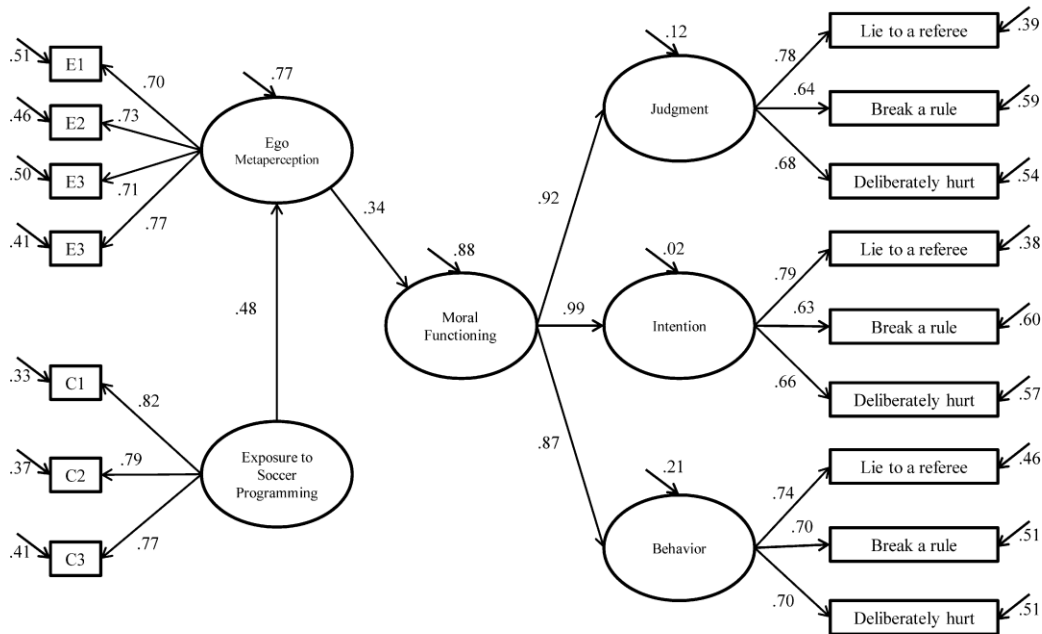 .51
E1
.70
.46
E2
.73
.50
E3
.71
.41
E3
.77
.77
Ego
Metaperception
.34
.48
.33
C1
.82
.37
C2
.79
.41
C3
.77
Exposure to
Soccer
Programming
.88
Moral
Functioning
.92
.99
.87
.12
Judgment
.78
Lie to a referee
.39
.64
Break a rule
.59
.68
Deliberately hurt
.54
.02
Intention
.79
Lie to a referee
.38
.63
Break a rule
.60
.66
Deliberately hurt
.57
.21
Behavior
.74
Lie to a referee
.46
.70
Break a rule
.51
.70
Deliberately hurt
.51